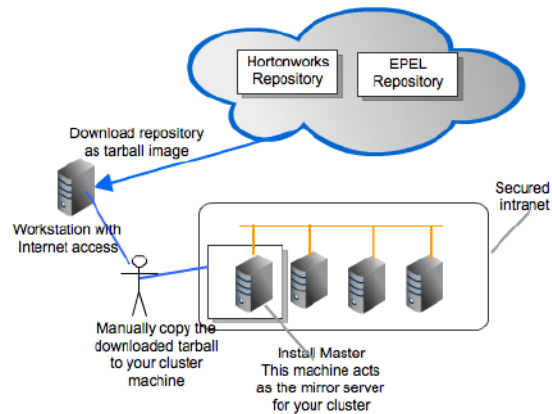 Hortonworks
Repository
EPEL
Repository
Download repository
as tarball image
Secured
intranet
Workstation with
Internet access
Manually copy the
downloaded tarball
to your cluster
machine
Install Master
This machine acts
as the mirror server
for your cluster